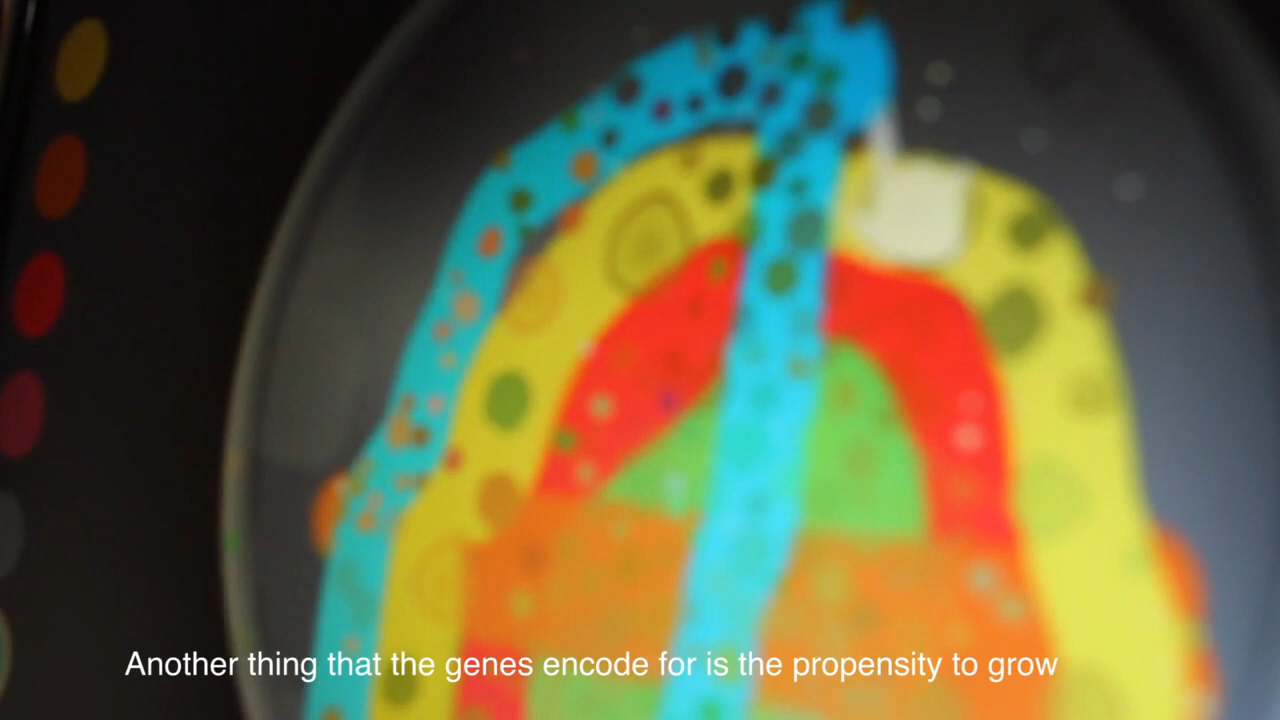 Another thing that the genes encode for is the propensity to grow